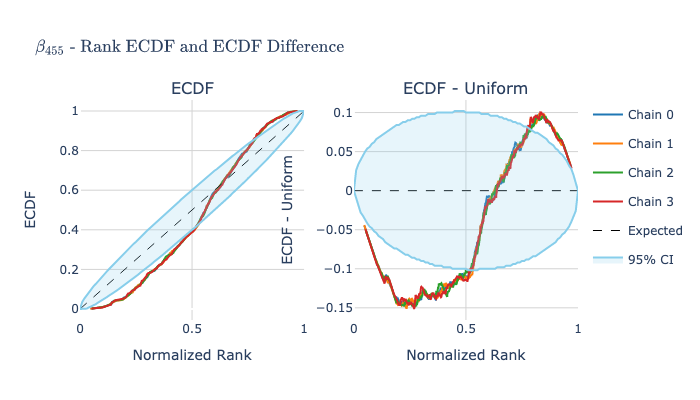 β455 - Rank ECDF and ECDF Difference
ECDF
ECDF - Uniform
ECDF
1
0.8
0.6
0.4
0.2
0
0
0.5
1
Normalized Rank
ECDF - Uniform
0.1
0.05
0
−0.05
−0.1
−0.15
0
0.5
1
Normalized Rank
Chain 0
Chain 1
Chain 2
Chain 3
Expected
95% CI